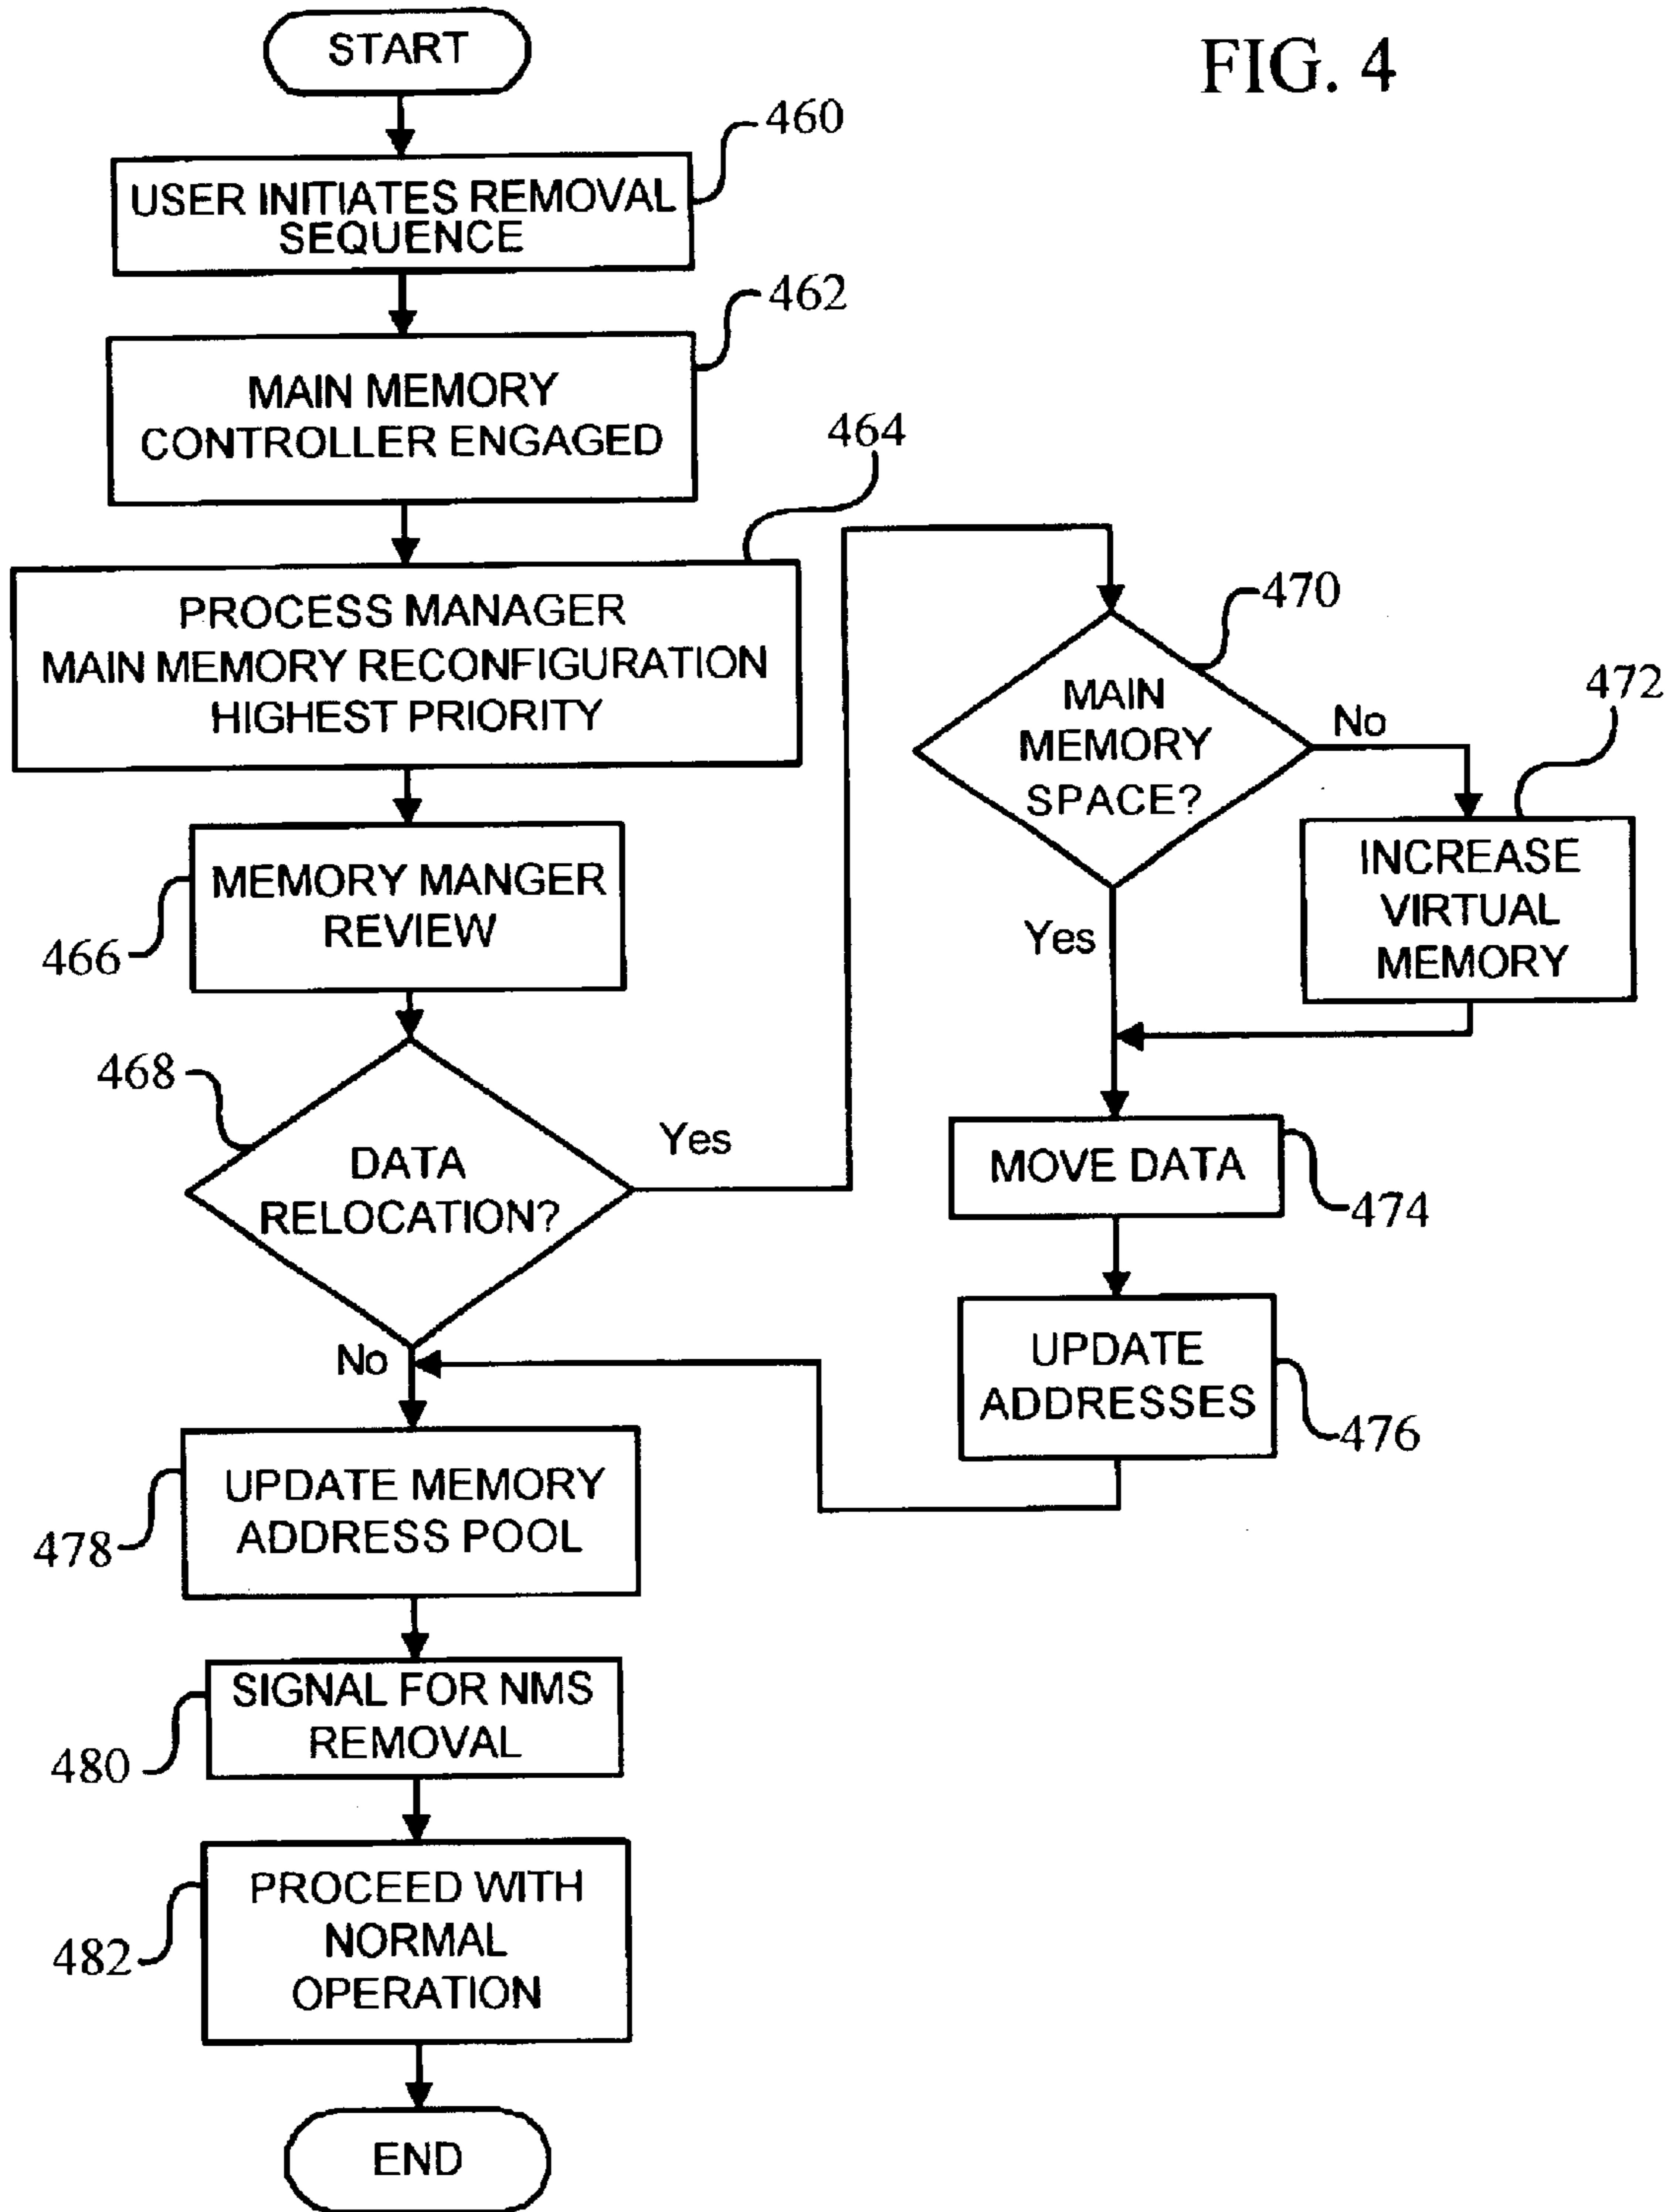 FIG. 4
START
460
USER INITIATES REMOVAL
SEQUENCE
462
MAIN MEMORY
CONTROLLER ENGAGED
464
PROCESS MANAGER
MAIN MEMORY RECONFIGURATION
HIGHEST PRIORITY
466
MEMORY MANGER
REVIEW
468
DATA
RELOCATION?
Yes
No
470
MAIN
MEMORY
SPACE?
No
Yes
472
INCREASE
VIRTUAL
MEMORY
MOVE DATA
474
UPDATE
ADDRESSES
476
UPDATE MEMORY
ADDRESS POOL
478
SIGNAL FOR NMS
REMOVAL
480
PROCEED WITH
NORMAL
OPERATION
482
END